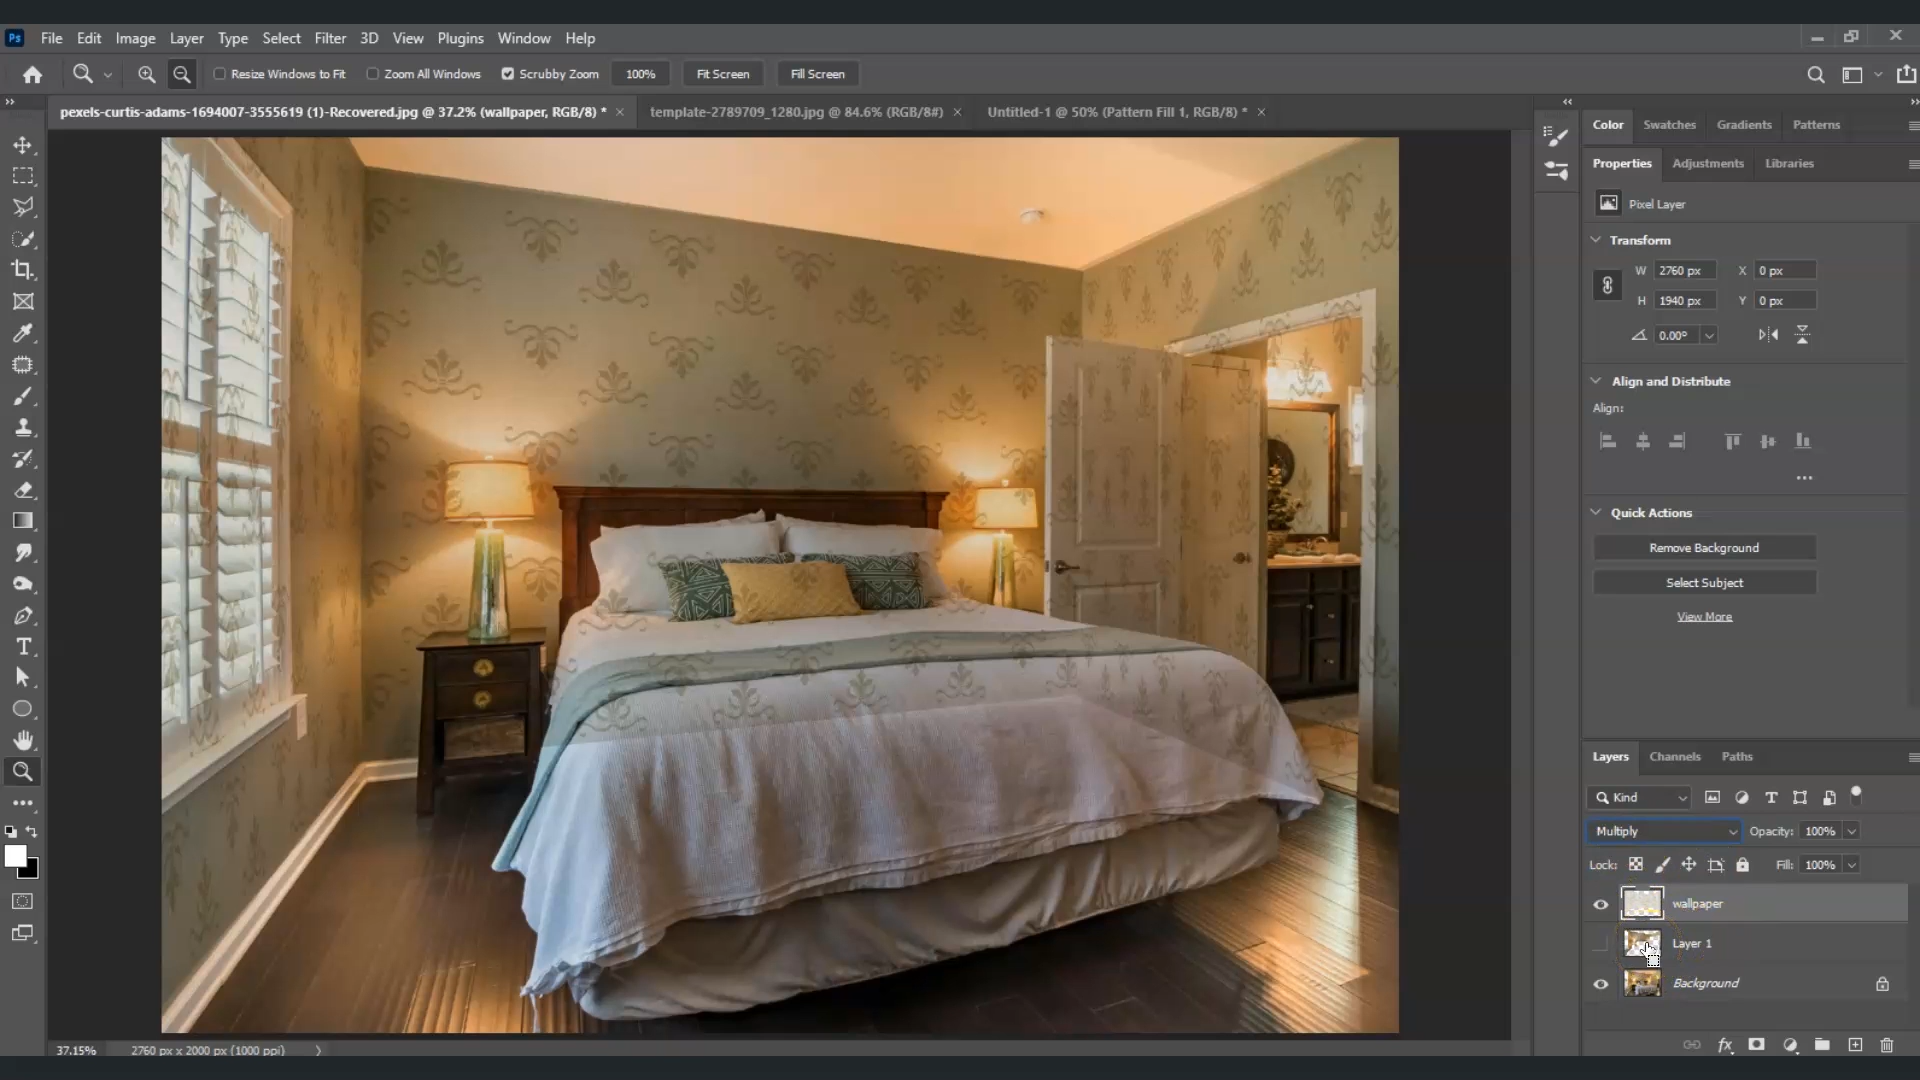 Ps File Edit Image Layer Type Select Filter 3D View Plugins Window Help
Resize Windows to Fit Zoom All Windows Scrubby Zoom 100% Fit Screen Fill Screen
pexels-curtis-adams-1694007-3555619 (1)-Recovered.jpg @ 37.2% (wallpaper, RGB/8) * × template-2789709_1280.jpg @ 84.6% (RGB/8#) × Untitled-1 @ 50% (Pattern Fill 1, RGB/8) * ×
Color Swatches Gradients Patterns
Properties Adjustments Libraries
Pixel Layer
Transform
W 2760 px X 0 px
H 1940 px Y 0 px
0.00°
Align and Distribute
Align:
Quick Actions
Remove Background
Select Subject
View More
Layers Channels Paths
Kind
Multiply Opacity: 100%
Lock: Fill: 100%
wallpaper
Layer 1
Background
37.15% 2760 px x 2000 px (1000 ppi)